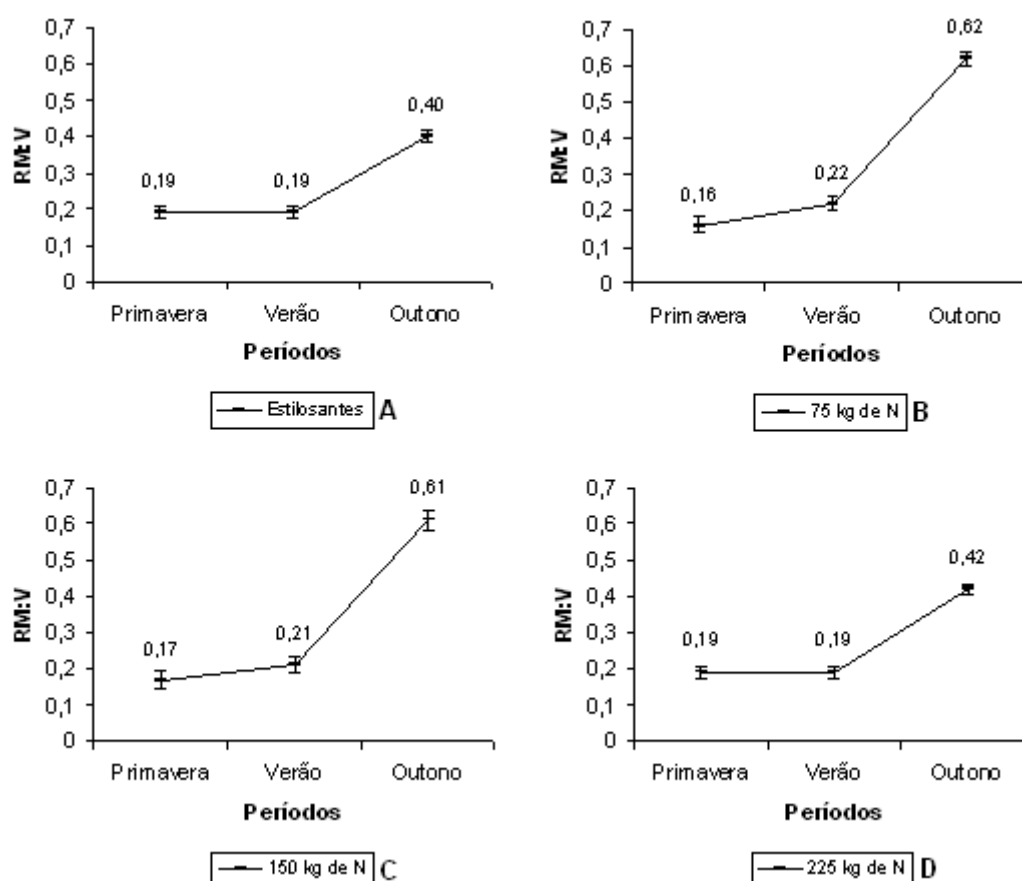 0,7
0,6
0,5
0,4
0,3
0,2
0,1
0
RM:V
0,19
0,19
0,40
Primavera Verão Outono
Períodos
Estilosantes A
0,7
0,6
0,5
0,4
0,3
0,2
0,1
0
RM:V
0,16
0,22
0,62
Primavera Verão Outono
Períodos
75 kg de N B
0,7
0,6
0,5
0,4
0,3
0,2
0,1
0
RM:V
0,17
0,21
0,61
Primavera Verão Outono
Períodos
150 kg de N C
0,7
0,6
0,5
0,4
0,3
0,2
0,1
0
RM:V
0,19
0,19
0,42
Primavera Verão Outono
Períodos
225 kg de N D